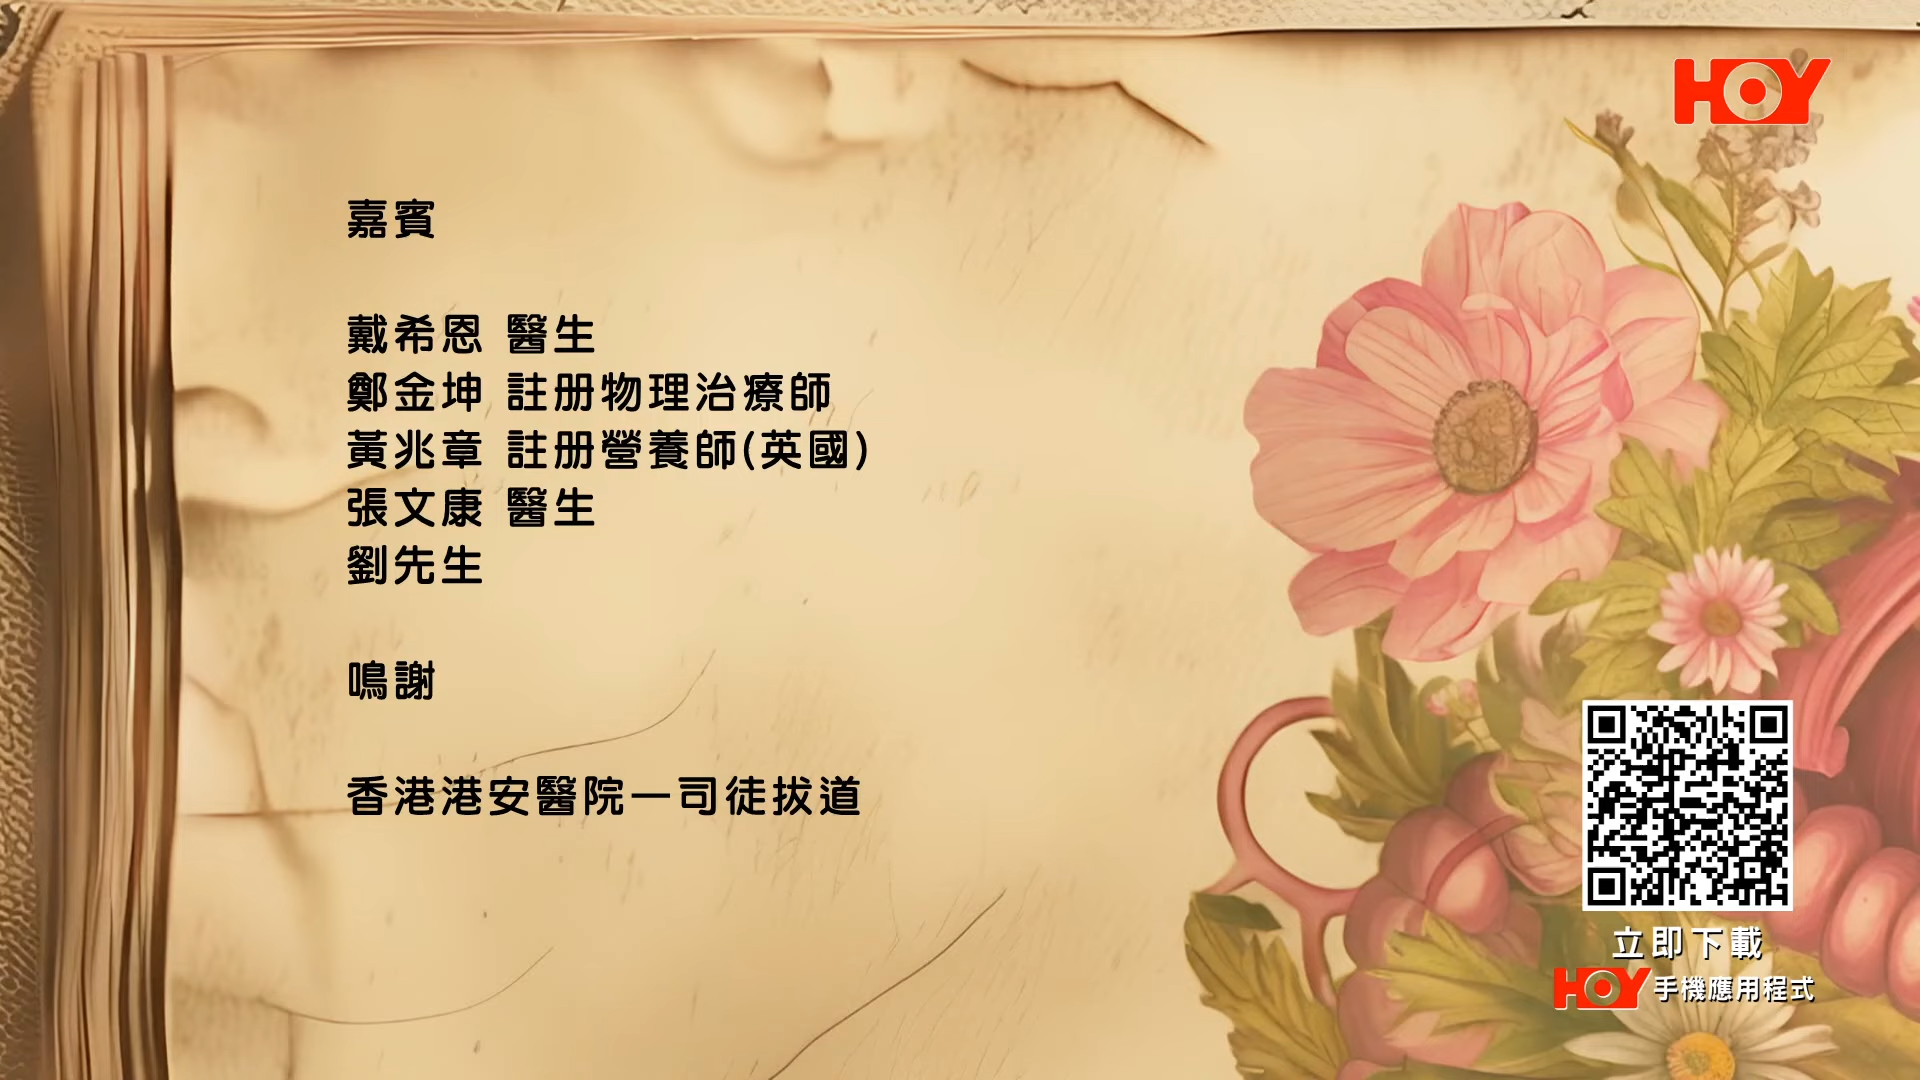 HOY
嘉賓
戴希恩 醫生
鄭金坤 註册物理治療師
黃兆章 註册營養師(英國)
張文康 醫生
劉先生
鳴謝
香港港安醫院—司徒拔道
立即下載
HOY手機應用程式